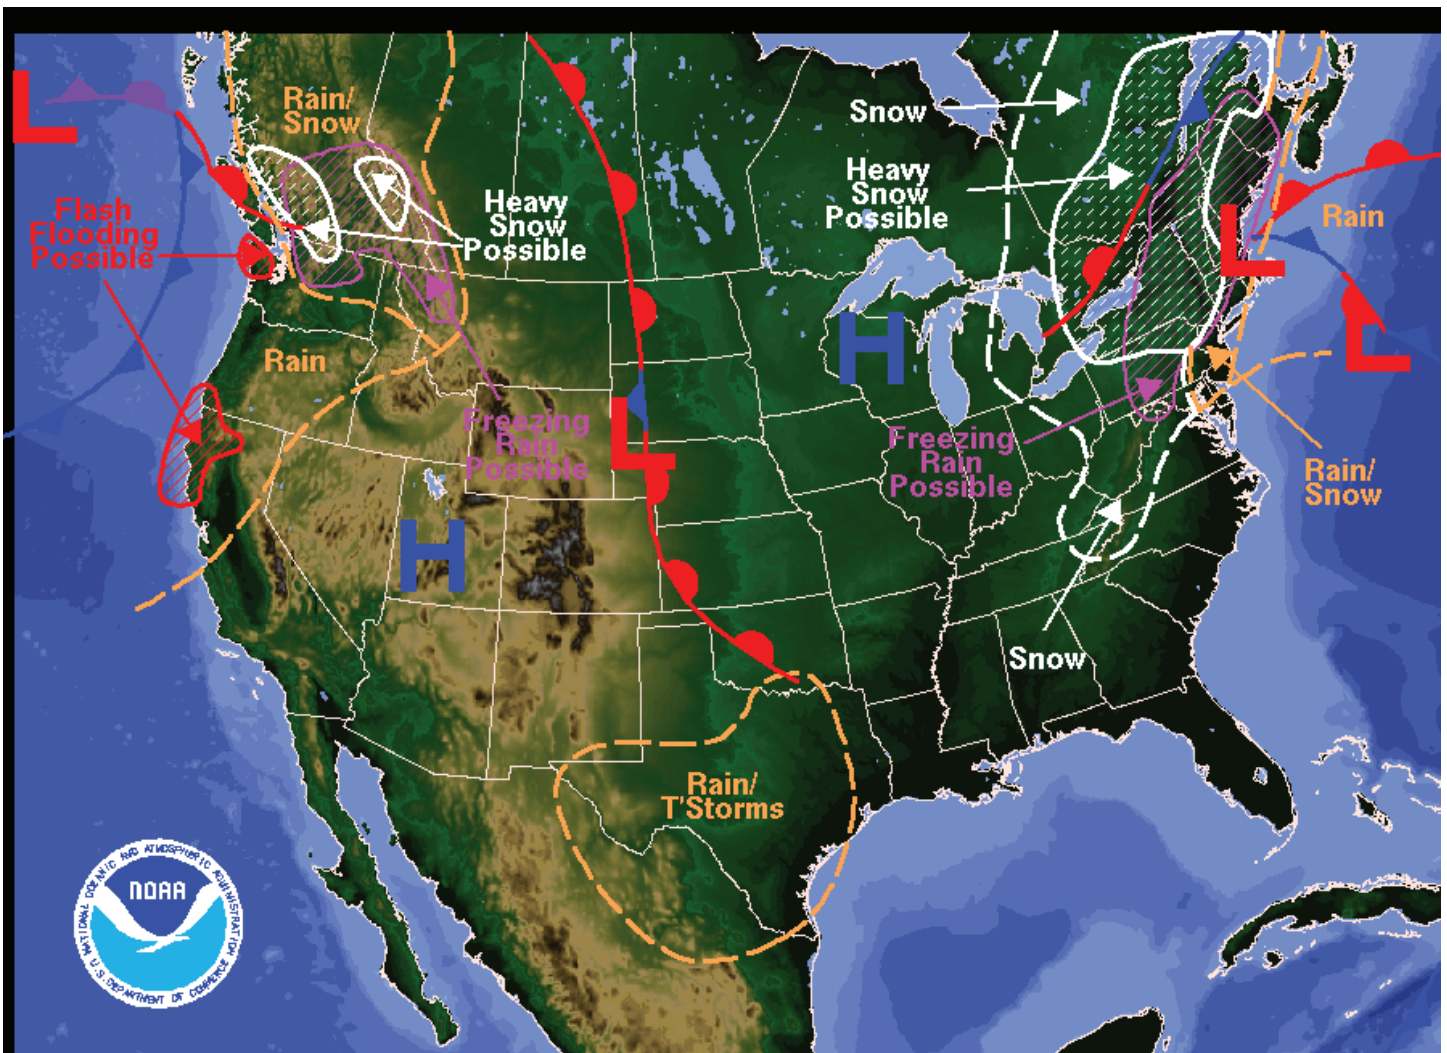 L
Rain/
Snow
Snow
Heavy
Snow
Possible
Flash
Flooding
Possible
Heavy
Snow
Possible
L
Rain
H
L
Rain
L
Freezing
Rain
Possible
Freezing
Rain
Possible
Rain/
Snow
H
Snow
Rain/
T'Storms
NATIONAL OCEANIC AND ATMOSPHERIC ADMINISTRATION
NOAA
U.S. DEPARTMENT OF COMMERCE